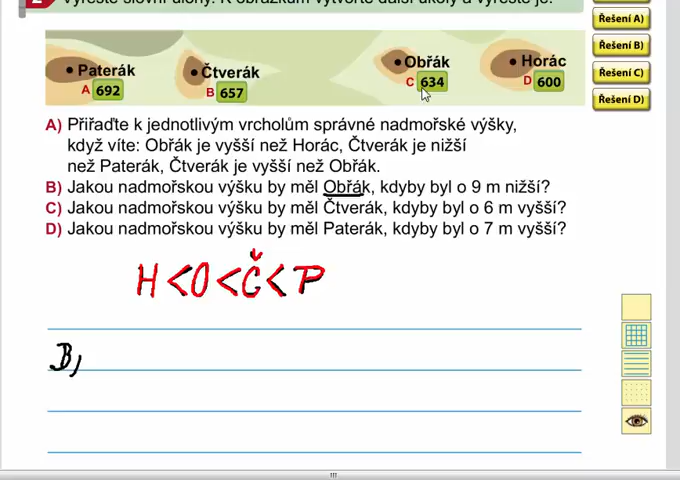 Vyřešte slovní úlohy. K obrázkům vytvořte další úkoly a vyřešte je.
Řešení A)
Řešení B)
Řešení C)
Řešení D)
Paterák
A 692
Čtverák
B 657
Obřák
C 634
Horác
D 600
A) Přiřaďte k jednotlivým vrcholům správné nadmořské výšky,
když víte: Obřák je vyšší než Horác, Čtverák je nižší
než Paterák, Čtverák je vyšší než Obřák.
B) Jakou nadmořskou výšku by měl Obřák, kdyby byl o 9 m nižší?
C) Jakou nadmořskou výšku by měl Čtverák, kdyby byl o 6 m vyšší?
D) Jakou nadmořskou výšku by měl Paterák, kdyby byl o 7 m vyšší?
H < O < Č < P
B)